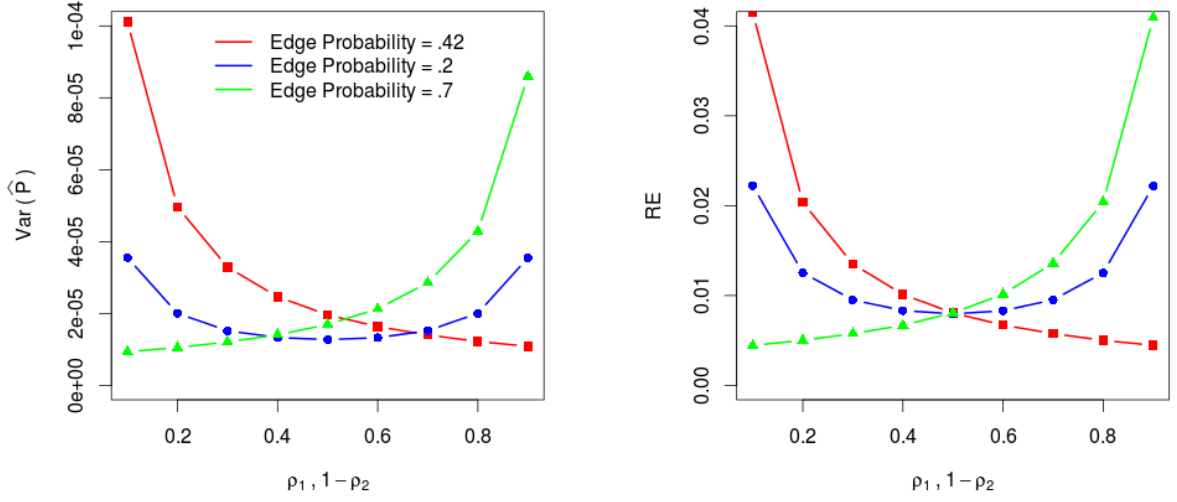 Var ( P̂ )
0e+00 2e-05 4e-05 6e-05 8e-05 1e-04
Edge Probability = .42
Edge Probability = .2
Edge Probability = .7
0.2 0.4 0.6 0.8
ρ₁ , 1 − ρ₂
RE
0.00 0.01 0.02 0.03 0.04
0.2 0.4 0.6 0.8
ρ₁ , 1 − ρ₂